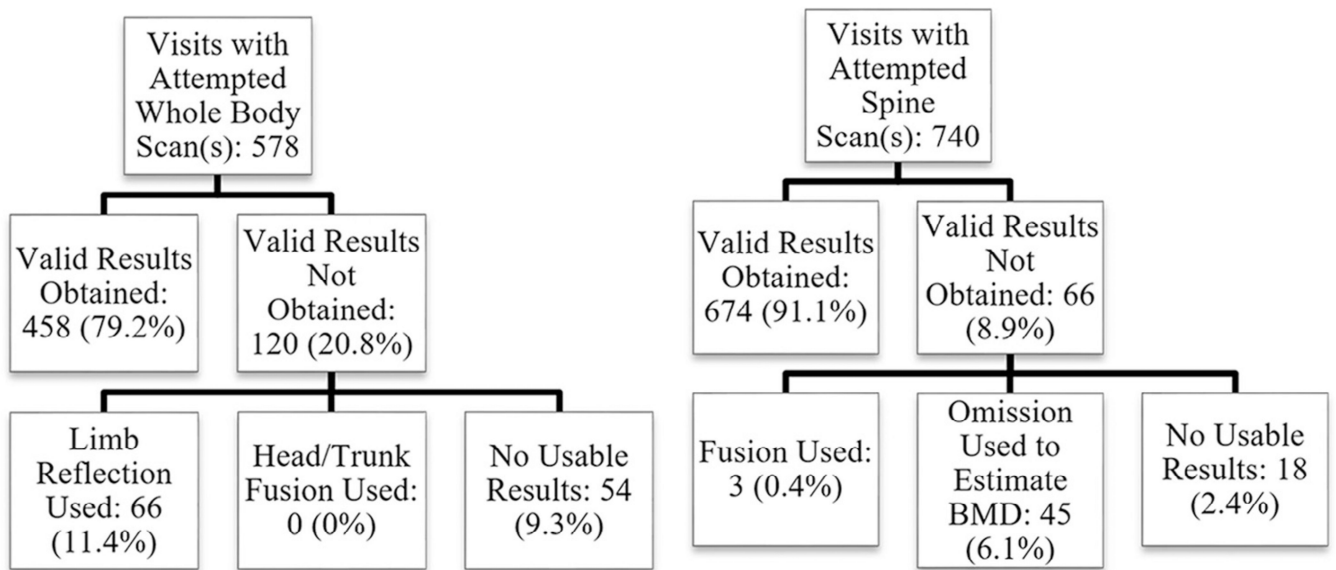 Visits with
Attempted
Whole Body
Scan(s): 578
Valid Results
Obtained:
458 (79.2%)
Valid Results
Not
Obtained:
120 (20.8%)
Limb
Reflection
Used: 66
(11.4%)
Head/Trunk
Fusion Used:
0 (0%)
No Usable
Results: 54
(9.3%)
Visits with
Attempted
Spine
Scan(s): 740
Valid Results
Obtained:
674 (91.1%)
Valid Results
Not
Obtained: 66
(8.9%)
Fusion Used:
3 (0.4%)
Omission
Used to
Estimate
BMD: 45
(6.1%)
No Usable
Results: 18
(2.4%)